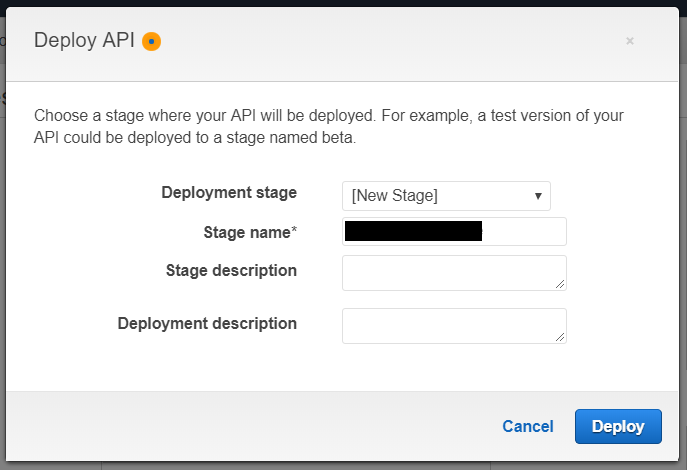 Deploy API
Choose a stage where your API will be deployed. For example, a test version of your
API could be deployed to a stage named beta.
Deployment stage [New Stage]
Stage name*
Stage description
Deployment description
Cancel Deploy